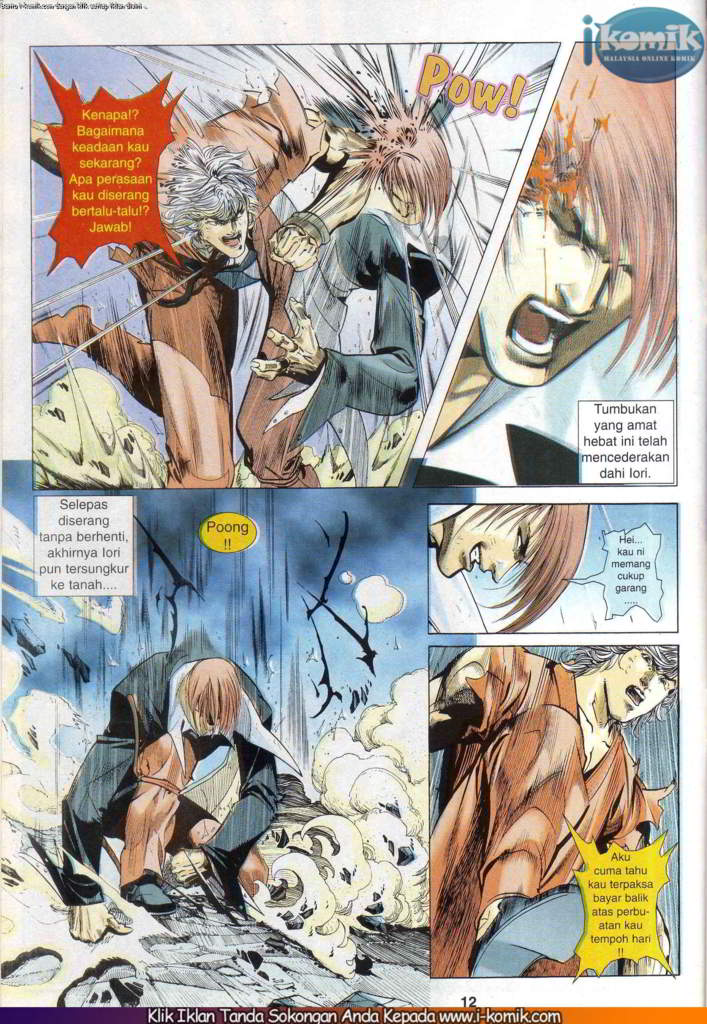 ikomik
MALAYSIA ONLINE KOMIK
Pow!
Kenapa!?
Bagaimana
keadaan kau
sekarang?
Apa perasaan
kau diserang
bertalu-talu!?
Jawab!
Tumbukan
yang amat
hebat ini telah
mencederakan
dahi Iori.
Selepas
diserang
tanpa berhenti,
akhirnya Iori
pun tersungkur
ke tanah....
Poong
!!
Hei...
kau ni
memang
cukup
garang
.....
Aku
cuma tahu
kau terpaksa
bayar balik
atas perbu-
atan kau
tempoh hari
!!
12
Klik Iklan Tanda Sokongan Anda Kepada www.i-komik.com